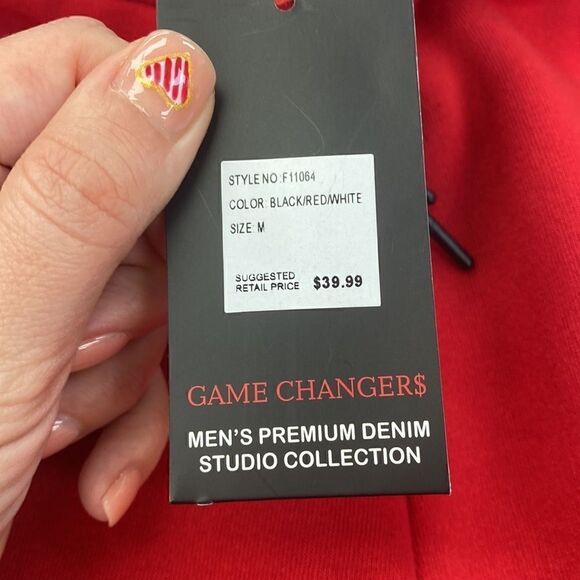 STYLE NO :F11064
COLOR: BLACK/RED/WHITE
SIZE: M
SUGGESTED
RETAIL PRICE $39.99
GAME CHANGER$
MEN'S PREMIUM DENIM
STUDIO COLLECTION